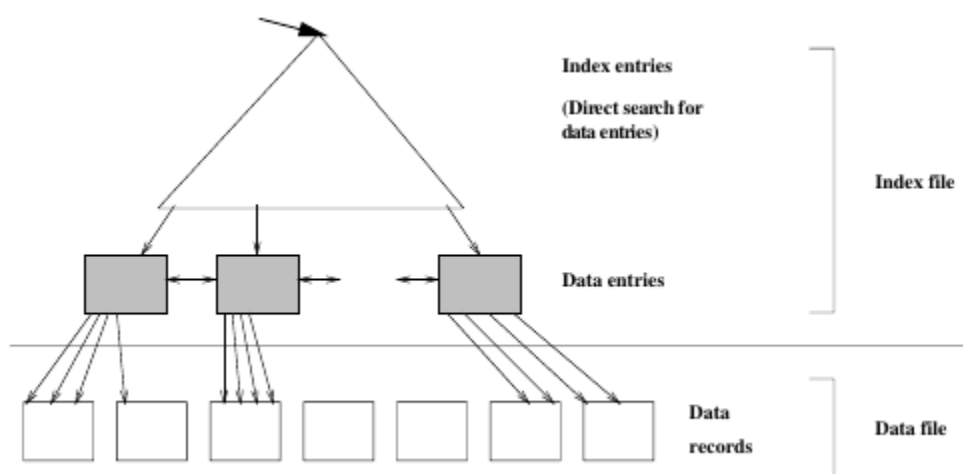 Index entries
(Direct search for
data entries)
Index file
Data entries
Data
records
Data file